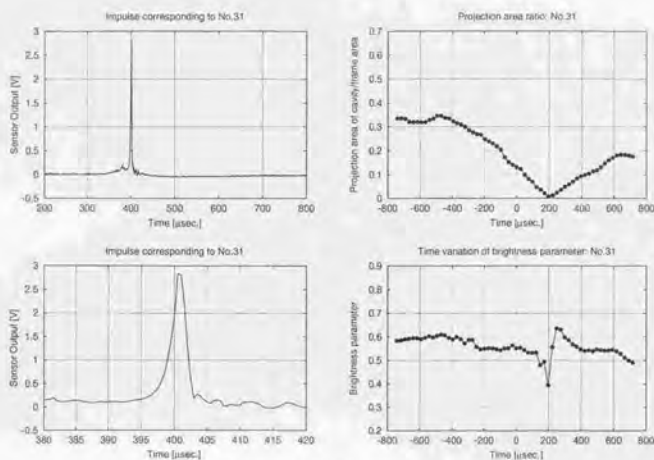 Impulse corresponding to No.31
Sensor Output [V]
3
2.5
2
1.5
1
0.5
0
-0.5
200 300 400 500 600 700 800
Time [μsec.]
Projection area ratio: No.31
Projection area of cavity/frame area
0.7
0.6
0.5
0.4
0.3
0.2
0.1
0
-800 -600 -400 -200 0 200 400 600 800
Time [μsec.]
Impulse corresponding to No.31
Sensor Output [V]
3
2.5
2
1.5
1
0.5
0
-0.5
380 385 390 395 400 405 410 415 420
Time [μsec.]
Time variation of brightness parameter: No.31
Brightness parameter
0.9
0.8
0.7
0.6
0.5
0.4
0.3
0.2
-800 -600 -400 -200 0 200 400 600 800
Time [μsec.]